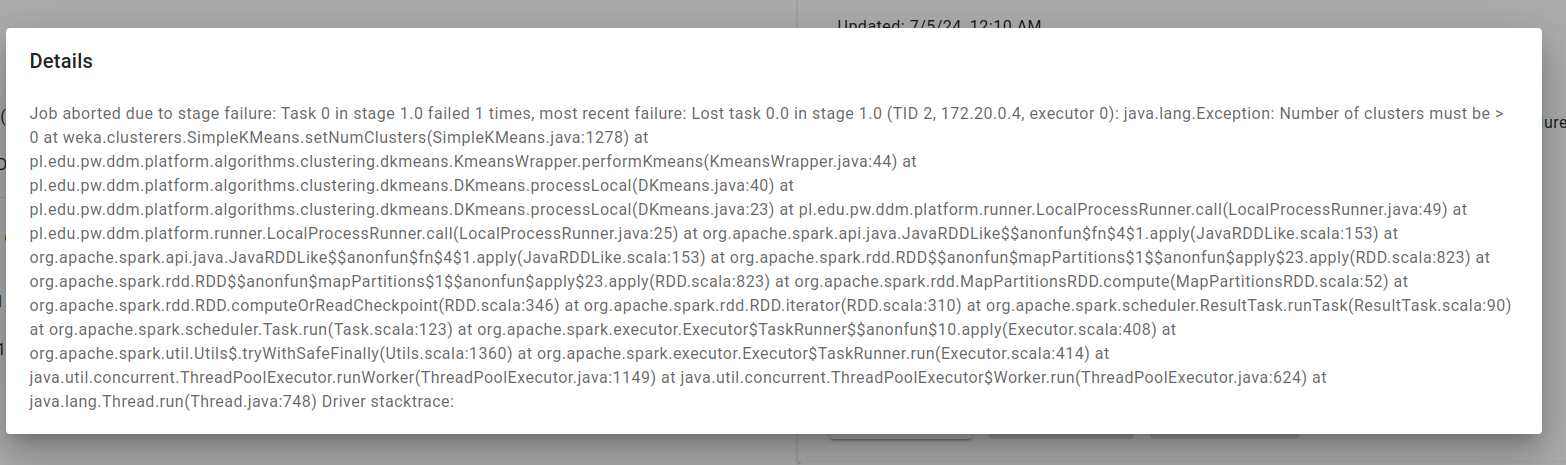 Updated: 7/5/24, 12:10 AM
Details
Job aborted due to stage failure: Task 0 in stage 1.0 failed 1 times, most recent failure: Lost task 0.0 in stage 1.0 (TID 2, 172.20.0.4, executor 0): java.lang.Exception: Number of clusters must be >
0 at weka.clusterers.SimpleKMeans.setNumClusters(SimpleKMeans.java:1278) at
pl.edu.pw.ddm.platform.algorithms.clustering.dkmeans.KmeansWrapper.performKmeans(KmeansWrapper.java:44) at
pl.edu.pw.ddm.platform.algorithms.clustering.dkmeans.DKmeans.processLocal(DKmeans.java:40) at
pl.edu.pw.ddm.platform.algorithms.clustering.dkmeans.DKmeans.processLocal(DKmeans.java:23) at pl.edu.pw.ddm.platform.runner.LocalProcessRunner.call(LocalProcessRunner.java:49) at
pl.edu.pw.ddm.platform.runner.LocalProcessRunner.call(LocalProcessRunner.java:25) at org.apache.spark.api.java.JavaRDDLike$$anonfun$fn$4$1.apply(JavaRDDLike.scala:153) at
org.apache.spark.api.java.JavaRDDLike$$anonfun$fn$4$1.apply(JavaRDDLike.scala:153) at org.apache.spark.rdd.RDD$$anonfun$mapPartitions$1$$anonfun$apply$23.apply(RDD.scala:823) at
org.apache.spark.rdd.RDD$$anonfun$mapPartitions$1$$anonfun$apply$23.apply(RDD.scala:823) at org.apache.spark.rdd.MapPartitionsRDD.compute(MapPartitionsRDD.scala:52) at
org.apache.spark.rdd.RDD.computeOrReadCheckpoint(RDD.scala:346) at org.apache.spark.rdd.RDD.iterator(RDD.scala:310) at org.apache.spark.scheduler.ResultTask.runTask(ResultTask.scala:90)
at org.apache.spark.scheduler.Task.run(Task.scala:123) at org.apache.spark.executor.Executor$TaskRunner$$anonfun$10.apply(Executor.scala:408) at
org.apache.spark.util.Utils$.tryWithSafeFinally(Utils.scala:1360) at org.apache.spark.executor.Executor$TaskRunner.run(Executor.scala:414) at
java.util.concurrent.ThreadPoolExecutor.runWorker(ThreadPoolExecutor.java:1149) at java.util.concurrent.ThreadPoolExecutor$Worker.run(ThreadPoolExecutor.java:624) at
java.lang.Thread.run(Thread.java:748) Driver stacktrace: